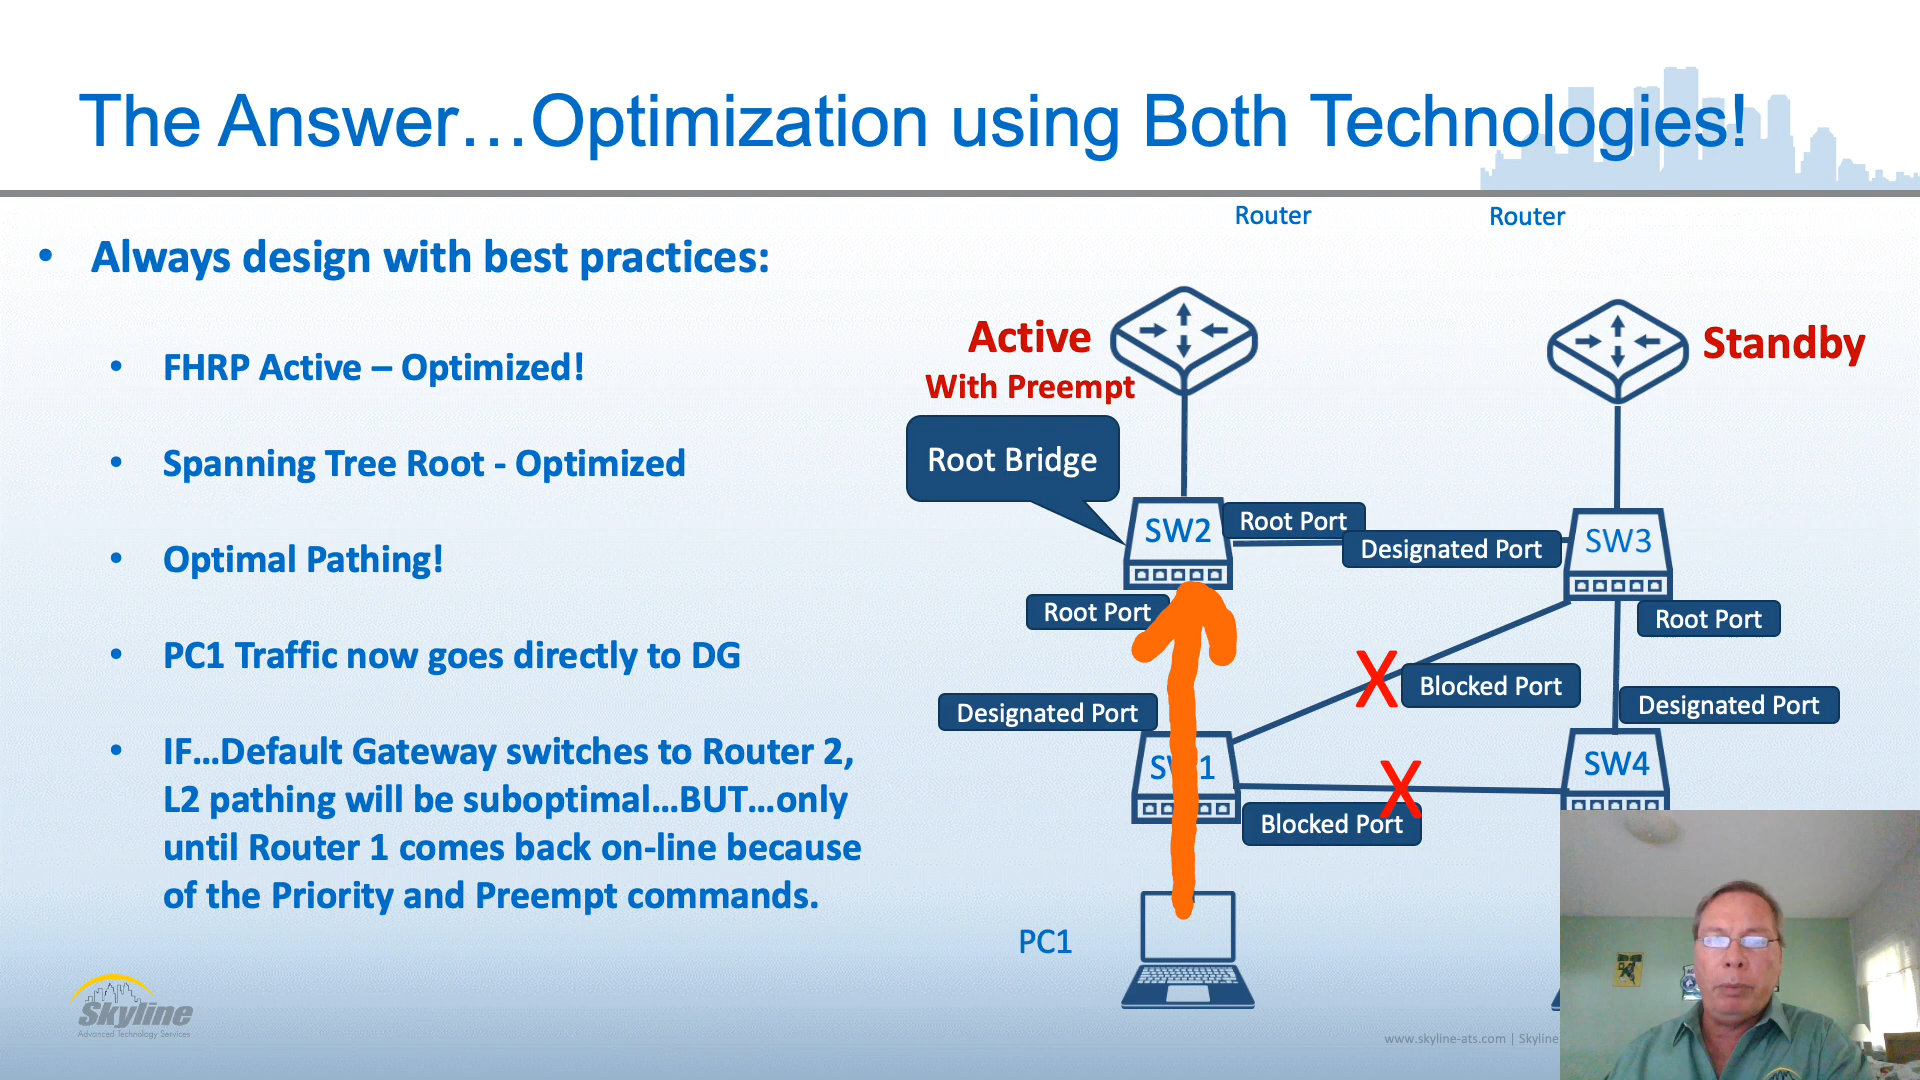 The Answer…Optimization using Both Technologies!
• Always design with best practices:
• FHRP Active – Optimized!
• Spanning Tree Root - Optimized
• Optimal Pathing!
• PC1 Traffic now goes directly to DG
• IF…Default Gateway switches to Router 2,
L2 pathing will be suboptimal…BUT…only
until Router 1 comes back on-line because
of the Priority and Preempt commands.
Router
Router
Active
With Preempt
Standby
Root Bridge
SW2
Root Port
Designated Port
SW3
Root Port
Root Port
X
Blocked Port
Designated Port
Designated Port
SW1
X
SW4
Blocked Port
PC1
Skyline
Advanced Technology Services
www.skyline-ats.com | Skyline